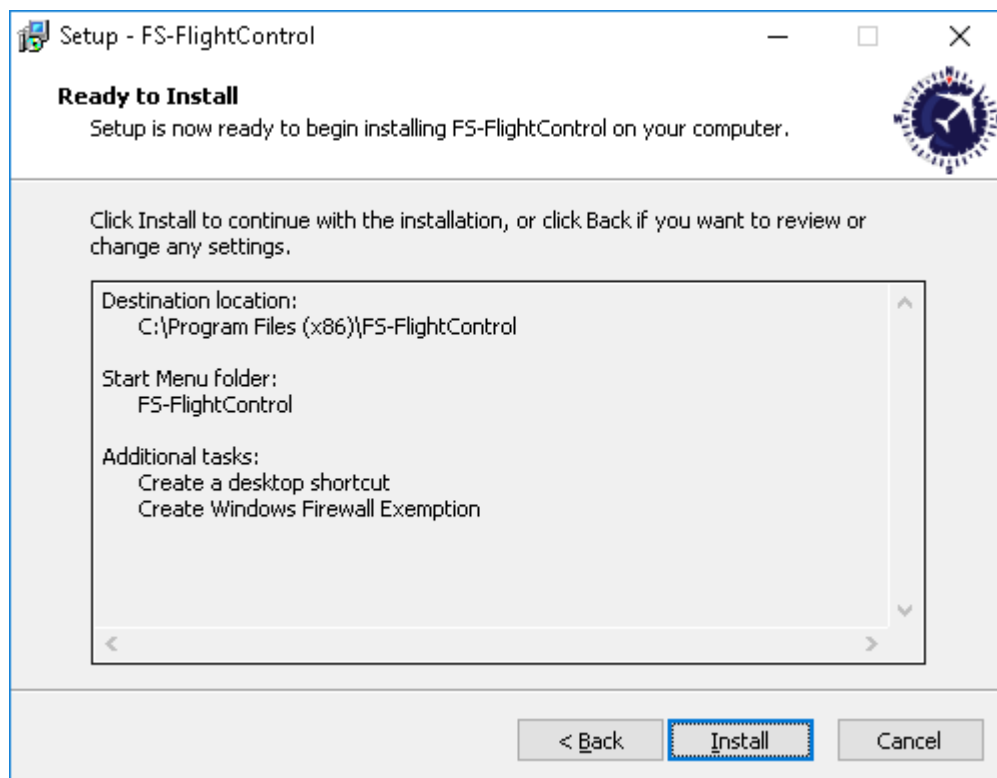 Setup - FS-FlightControl
Ready to Install
Setup is now ready to begin installing FS-FlightControl on your computer.
Click Install to continue with the installation, or click Back if you want to review or
change any settings.
Destination location:
C:\Program Files (x86)\FS-FlightControl
Start Menu folder:
FS-FlightControl
Additional tasks:
Create a desktop shortcut
Create Windows Firewall Exemption
< Back
Install
Cancel